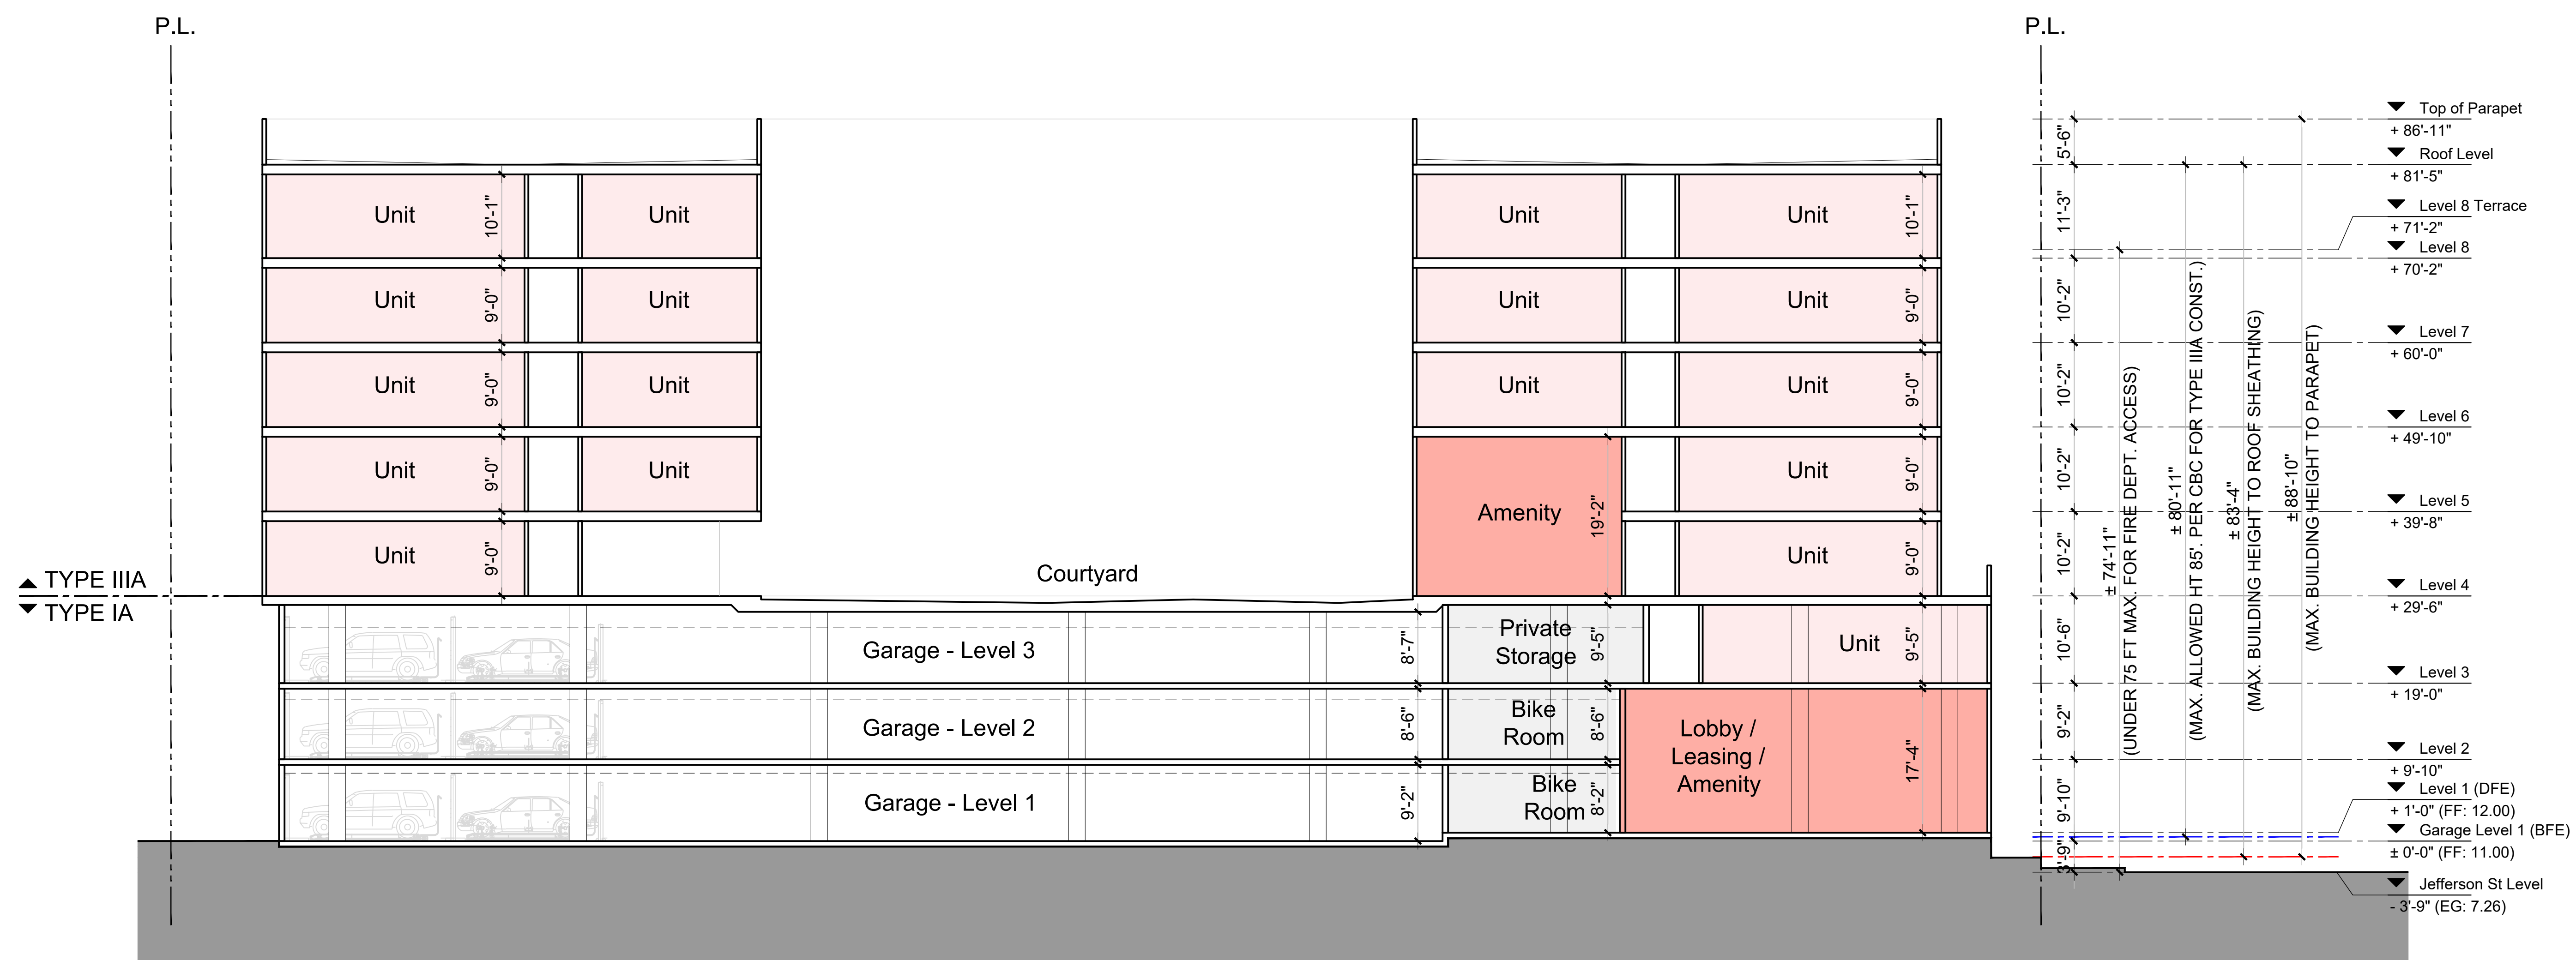 P.L.
P.L.
Top of Parapet
+ 86'-11"
5'-6"
Roof Level
+ 81'-5"
11'-3"
Level 8 Terrace
+ 71'-2"
Level 8
+ 70'-2"
10'-2"
Level 7
+ 60'-0"
10'-2"
Level 6
+ 49'-10"
10'-2"
Level 5
+ 39'-8"
10'-2"
Level 4
+ 29'-6"
10'-6"
Level 3
+ 19'-0"
9'-2"
Level 2
+ 9'-10"
9'-10"
Level 1 (DFE)
+ 1'-0" (FF: 12.00)
Garage Level 1 (BFE)
± 0'-0" (FF: 11.00)
3'-9"
Jefferson St Level
- 3'-9" (EG: 7.26)
± 74'-11"
(UNDER 75 FT MAX. FOR FIRE DEPT. ACCESS)
± 80'-11"
(MAX. ALLOWED HT 85'. PER CBC FOR TYPE IIIA CONST.)
± 83'-4"
(MAX. BUILDING HEIGHT TO ROOF SHEATHING)
± 88'-10"
(MAX. BUILDING HEIGHT TO PARAPET)
Unit
10'-1"
Unit
Unit
Unit
10'-1"
Unit
9'-0"
Unit
Unit
Unit
9'-0"
Unit
9'-0"
Unit
Unit
Unit
9'-0"
Unit
9'-0"
Unit
Amenity
19'-2"
Unit
9'-0"
Unit
9'-0"
Unit
9'-0"
Courtyard
TYPE IIIA
TYPE IA
Garage - Level 3
8'-7"
Private
Storage
9'-5"
Unit
9'-5"
Garage - Level 2
8'-6"
Bike
Room
8'-6"
Lobby /
Leasing /
Amenity
17'-4"
Garage - Level 1
9'-2"
Bike
Room
8'-2"